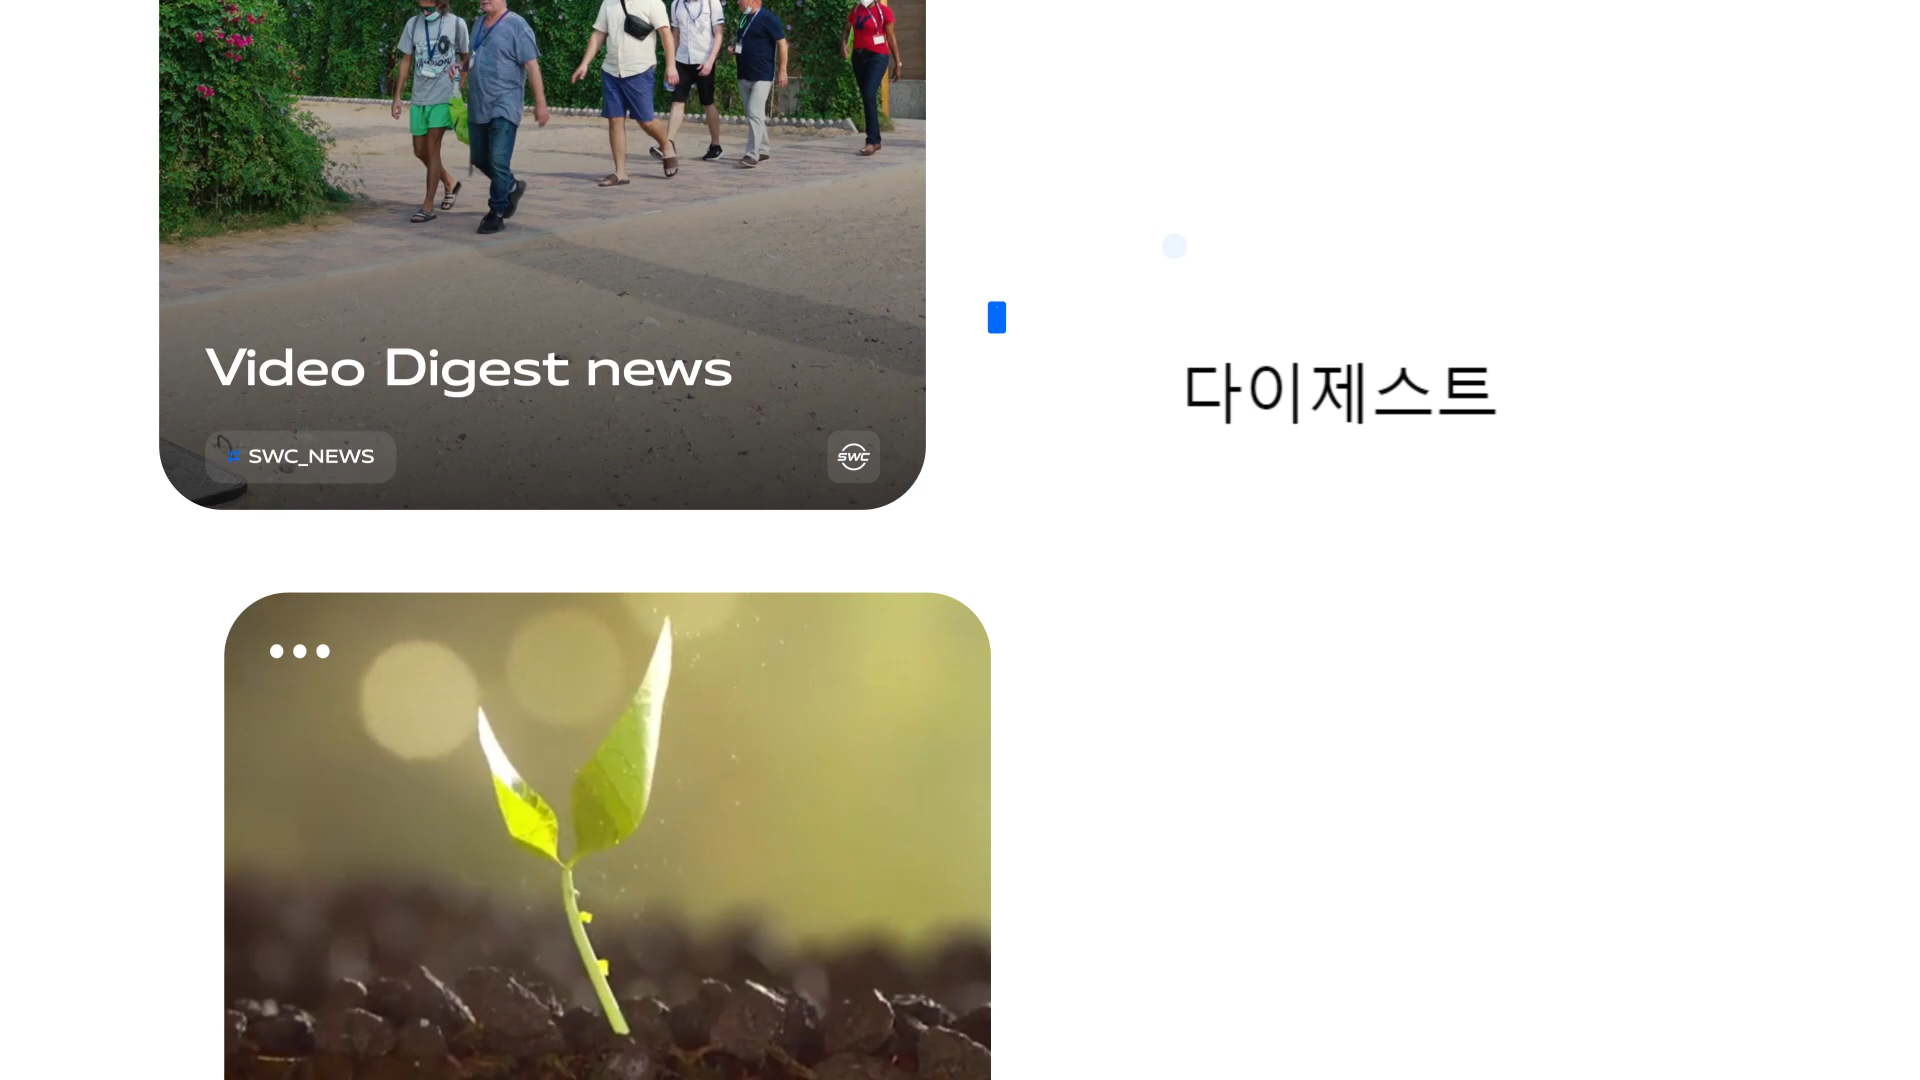 Video Digest news
# SWC_NEWS
SWC
다이제스트